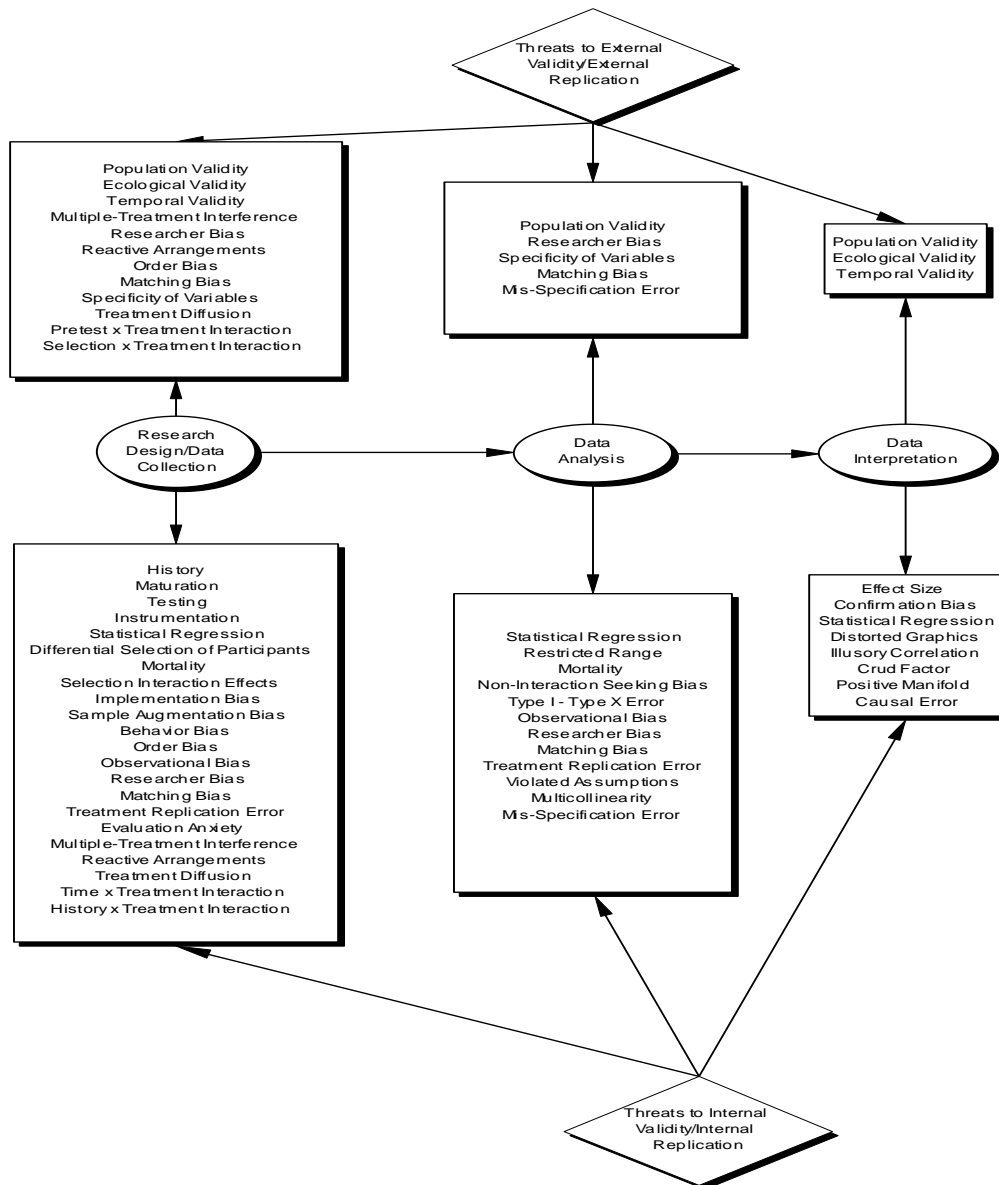 Threats to External
Validity/External
Replication
Population Validity
Ecological Validity
Temporal Validity
Multiple-Treatment Interference
Researcher Bias
Reactive Arrangements
Order Bias
Matching Bias
Specificity of Variables
Treatment Diffusion
Pretest x Treatment Interaction
Selection x Treatment Interaction
Population Validity
Researcher Bias
Specificity of Variables
Matching Bias
Mis-Specification Error
Population Validity
Ecological Validity
Temporal Validity
Research
Design/Data
Collection
Data
Analysis
Data
Interpretation
History
Maturation
Testing
Instrumentation
Statistical Regression
Differential Selection of Participants
Mortality
Selection Interaction Effects
Implementation Bias
Sample Augmentation Bias
Behavior Bias
Order Bias
Observational Bias
Researcher Bias
Matching Bias
Treatment Replication Error
Evaluation Anxiety
Multiple-Treatment Interference
Reactive Arrangements
Treatment Diffusion
Time x Treatment Interaction
History x Treatment Interaction
Statistical Regression
Restricted Range
Mortality
Non-Interaction Seeking Bias
Type I - Type X Error
Observational Bias
Researcher Bias
Matching Bias
Treatment Replication Error
Violated Assumptions
Multicollinearity
Mis-Specification Error
Effect Size
Confirmation Bias
Statistical Regression
Distorted Graphics
Illusory Correlation
Crud Factor
Positive Manifold
Causal Error
Threats to Internal
Validity/Internal
Replication